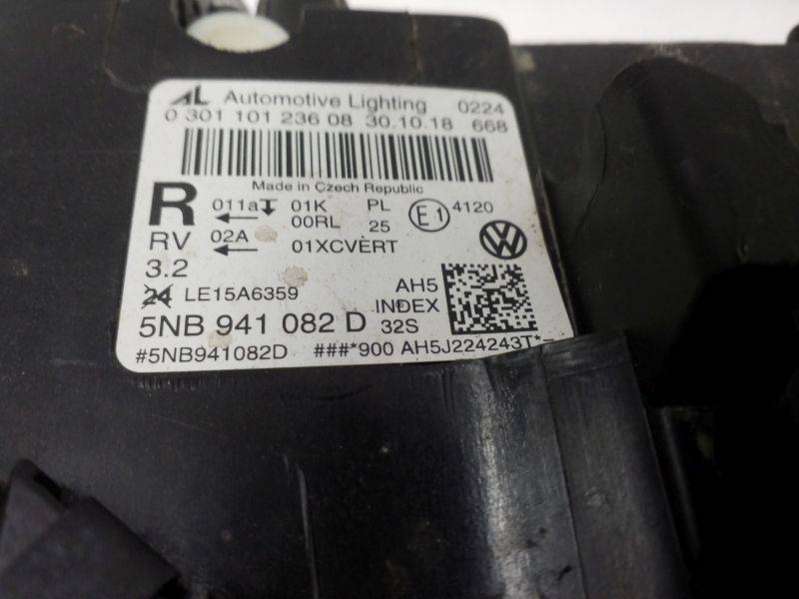 AL Automotive Lighting 0224
0 301 101 236 08 30.10.18 668
Made in Czech Republic
R 011a 01K PL E1 4120
00RL 25
RV 02A 01XCVÈRT
3.2
24 LE15A6359 AH5
INDEX
5NB 941 082 D 32S
#5NB941082D ###*900 AH5J224243T*=